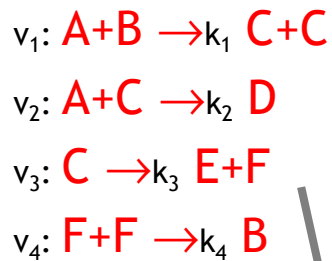 v₁: A+B →k₁ C+C
v₂: A+C →k₂ D
v₃: C →k₃ E+F
v₄: F+F →k₄ B